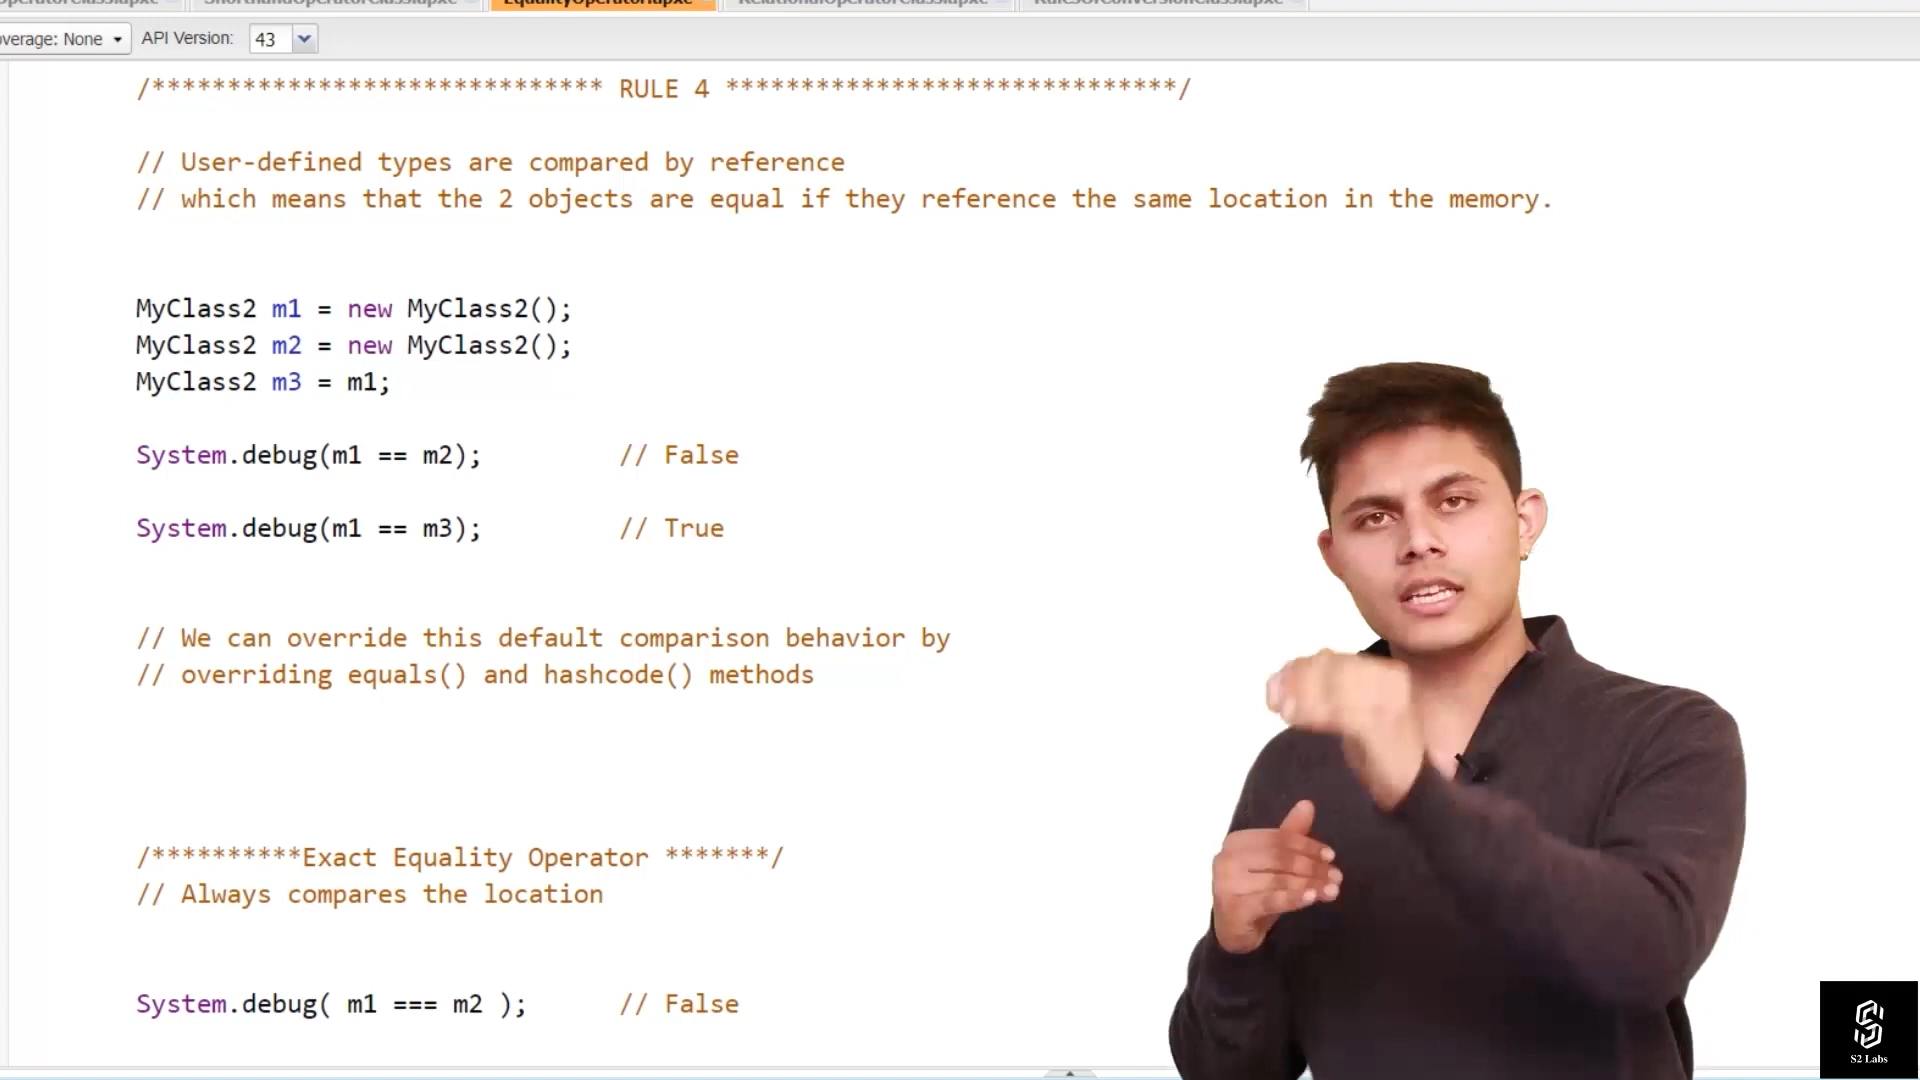 EqualityOperator.apxc
Coverage: None API Version: 43
/****************************** RULE 4 ******************************/
// User-defined types are compared by reference
// which means that the 2 objects are equal if they reference the same location in the memory.
MyClass2 m1 = new MyClass2();
MyClass2 m2 = new MyClass2();
MyClass2 m3 = m1;
System.debug(m1 == m2); // False
System.debug(m1 == m3); // True
// We can override this default comparison behavior by
// overriding equals() and hashcode() methods
/**********Exact Equality Operator *******/
// Always compares the location
System.debug( m1 === m2 ); // False
S2 Labs